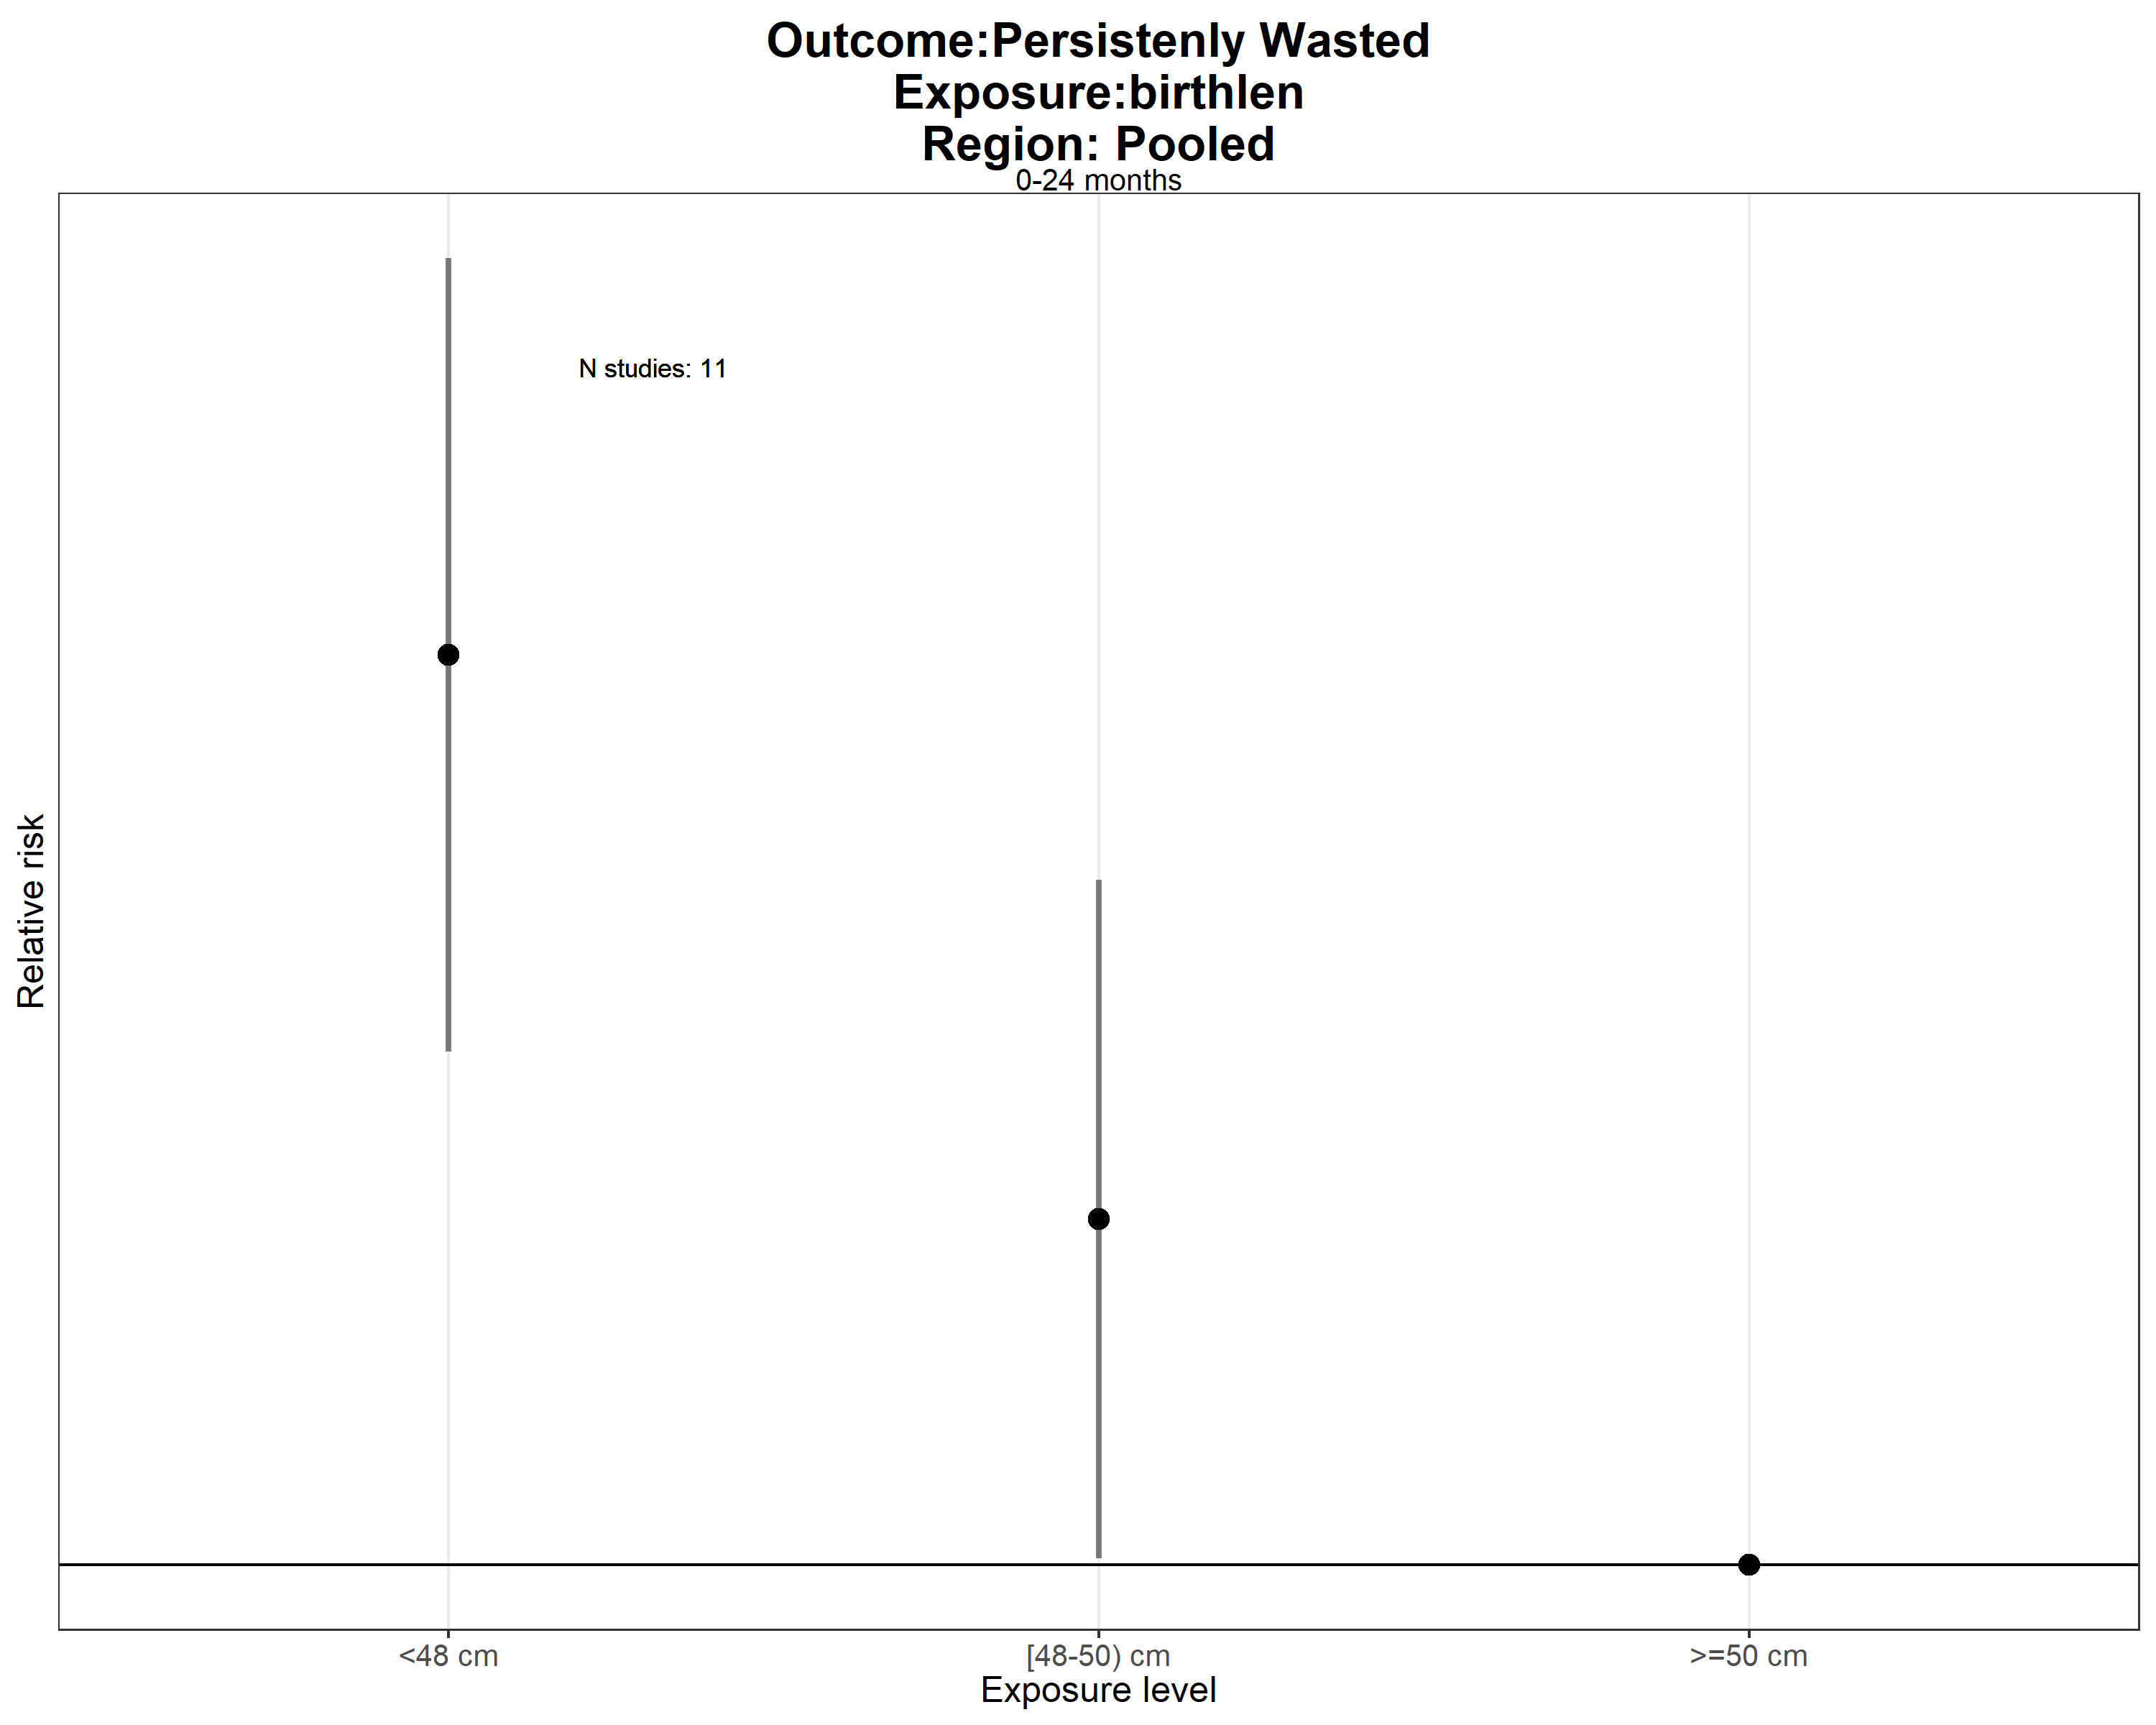 Outcome:Persistenly Wasted
Exposure:birthlen
Region: Pooled
0-24 months
N studies: 11
Relative risk
<48 cm
[48-50) cm
>=50 cm
Exposure level